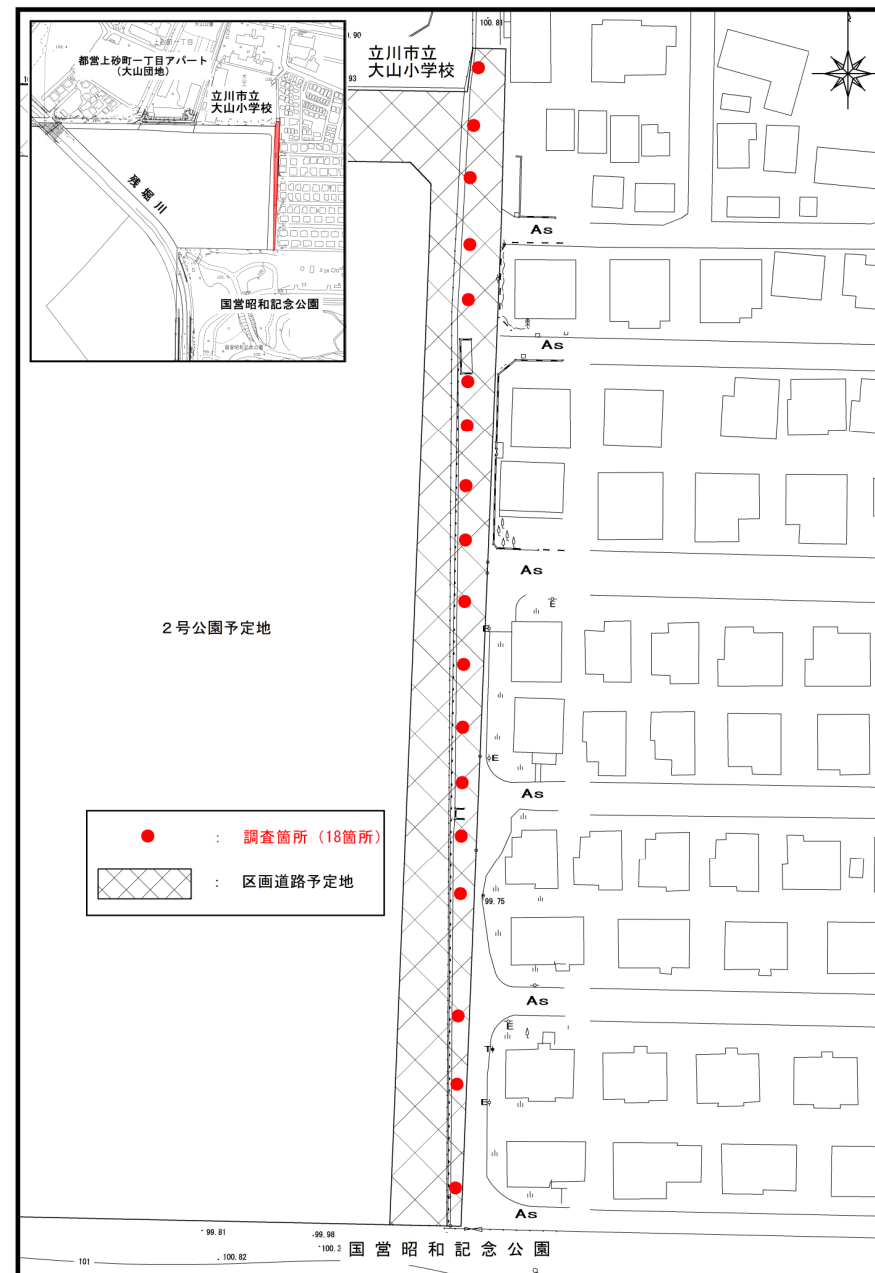 都営上砂町一丁目アパート
（大山団地）
立川市立
大山小学校
残堀川
国営昭和記念公園
100.81
立川市立
大山小学校
As
As
As
E
E
２号公園予定地
As
● ： 調査箇所（18箇所）
： 区画道路予定地
99.75
As
E
T
E
As
99.81
99.98
100.3
国営昭和記念公園
100.82
101